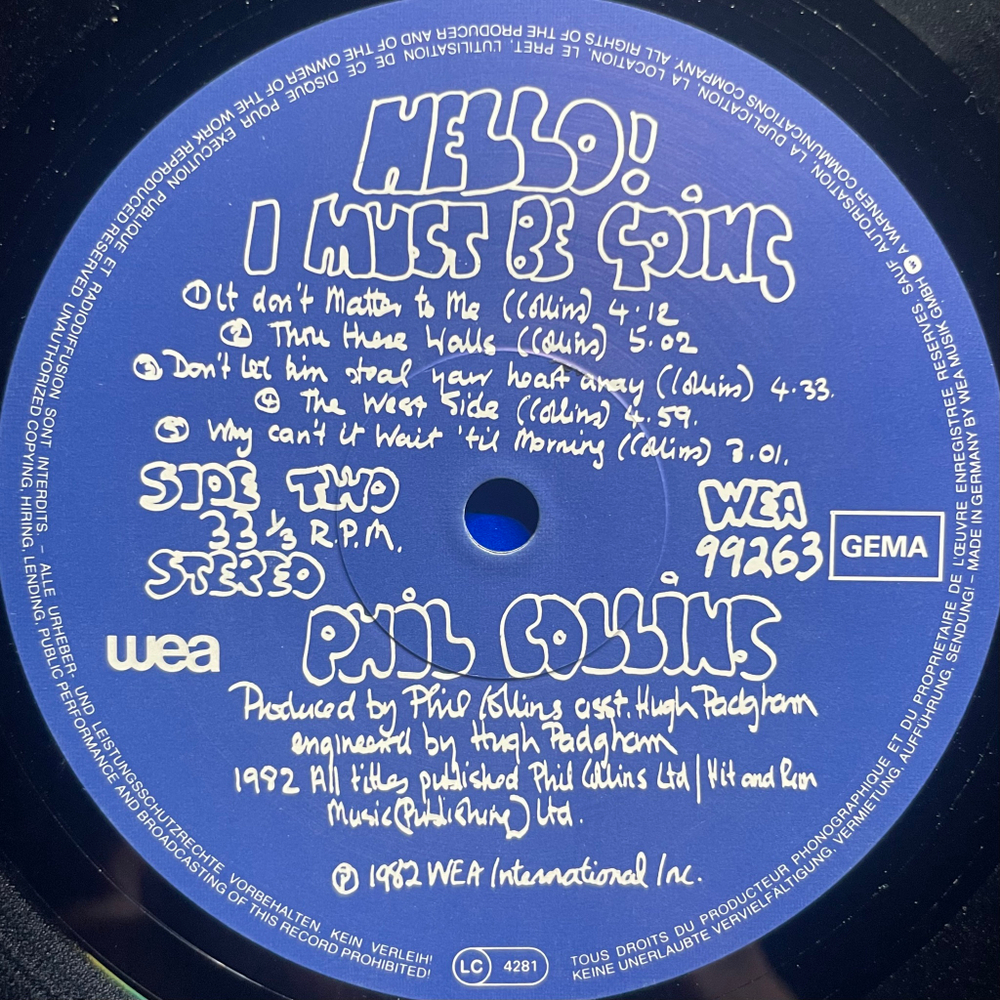 HELLO!
I MUST BE GOING
① It don't Matter to Me (Collins) 4.12
② Thru these Walls (Collins) 5.02
③ Don't let him steal your heart away (Collins) 4.33.
④ The West Side (Collins) 4.59.
⑤ Why can't it Wait 'til Morning (Collins) 3.01.
SIDE TWO
33 1/3 R.P.M.
STEREO
WEA
99263
GEMA
wea
PHIL COLLINS
Produced by Phil Collins asst. Hugh Padgham
engineered by Hugh Padgham
1982 All titles published Phil Collins Ltd / Hit and Run
Music (Publishing) Ltd.
℗ 1982 WEA International Inc.
LC 4281
TOUS DROITS DU PRODUCTEUR PHONOGRAPHIQUE ET DU PROPRIETAIRE DE L'ŒUVRE ENREGISTREE RESERVES. SAUF AUTORISATION, LA DUPLICATION, LA LOCATION, LE PRET, L'UTILISATION DE CE DISQUE POUR EXECUTION PUBLIQUE ET RADIODIFFUSION SONT INTERDITS. – ALLE URHEBER- UND LEISTUNGSSCHUTZRECHTE VORBEHALTEN. KEIN VERLEIH!
KEINE UNERLAUBTE VERVIELFÄLTIGUNG, VERMIETUNG, AUFFÜHRUNG, SENDUNG! – MADE IN GERMANY BY WEA MUSIK GMBH A WARNER COMMUNICATIONS COMPANY. ALL RIGHTS OF THE PRODUCER AND OF THE OWNER OF THE WORK REPRODUCED RESERVED. UNAUTHORIZED COPYING, HIRING, LENDING, PUBLIC PERFORMANCE AND BROADCASTING OF THIS RECORD PROHIBITED!